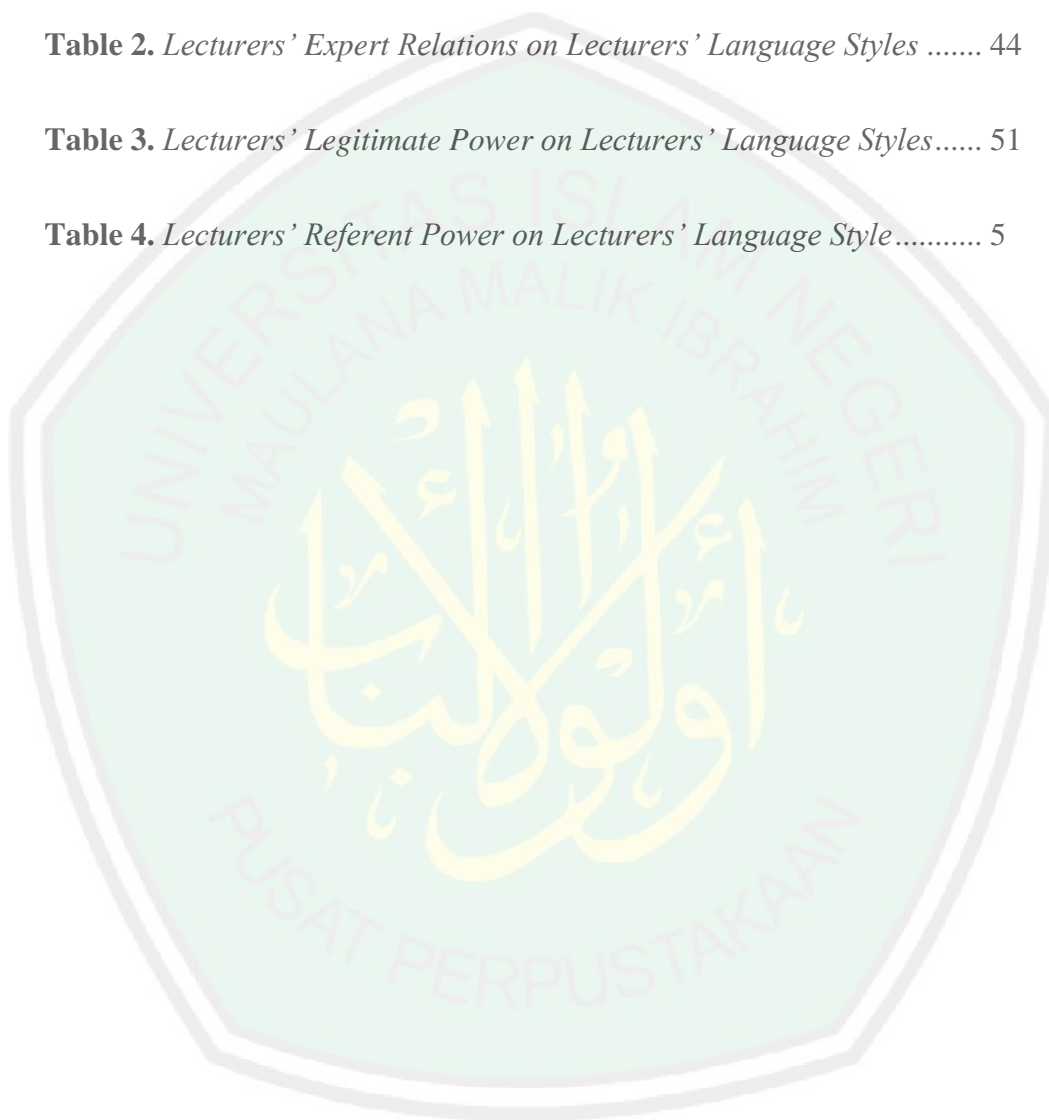 Table 2. Lecturers’ Expert Relations on Lecturers’ Language Styles ....... 44
Table 3. Lecturers’ Legitimate Power on Lecturers’ Language Styles ...... 51
Table 4. Lecturers’ Referent Power on Lecturers’ Language Style ........... 5
UNIVERSITAS ISLAM NEGERI
MAULANA MALIK IBRAHIM
أولوا الألباب
PUSAT PERPUSTAKAAN